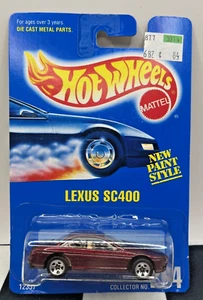 For ages over 3 years.
DIE CAST METAL PARTS.
Hot Wheels
MATTEL
NEW
PAINT
STYLE
LEXUS SC400
12357
COLLECTOR NO.